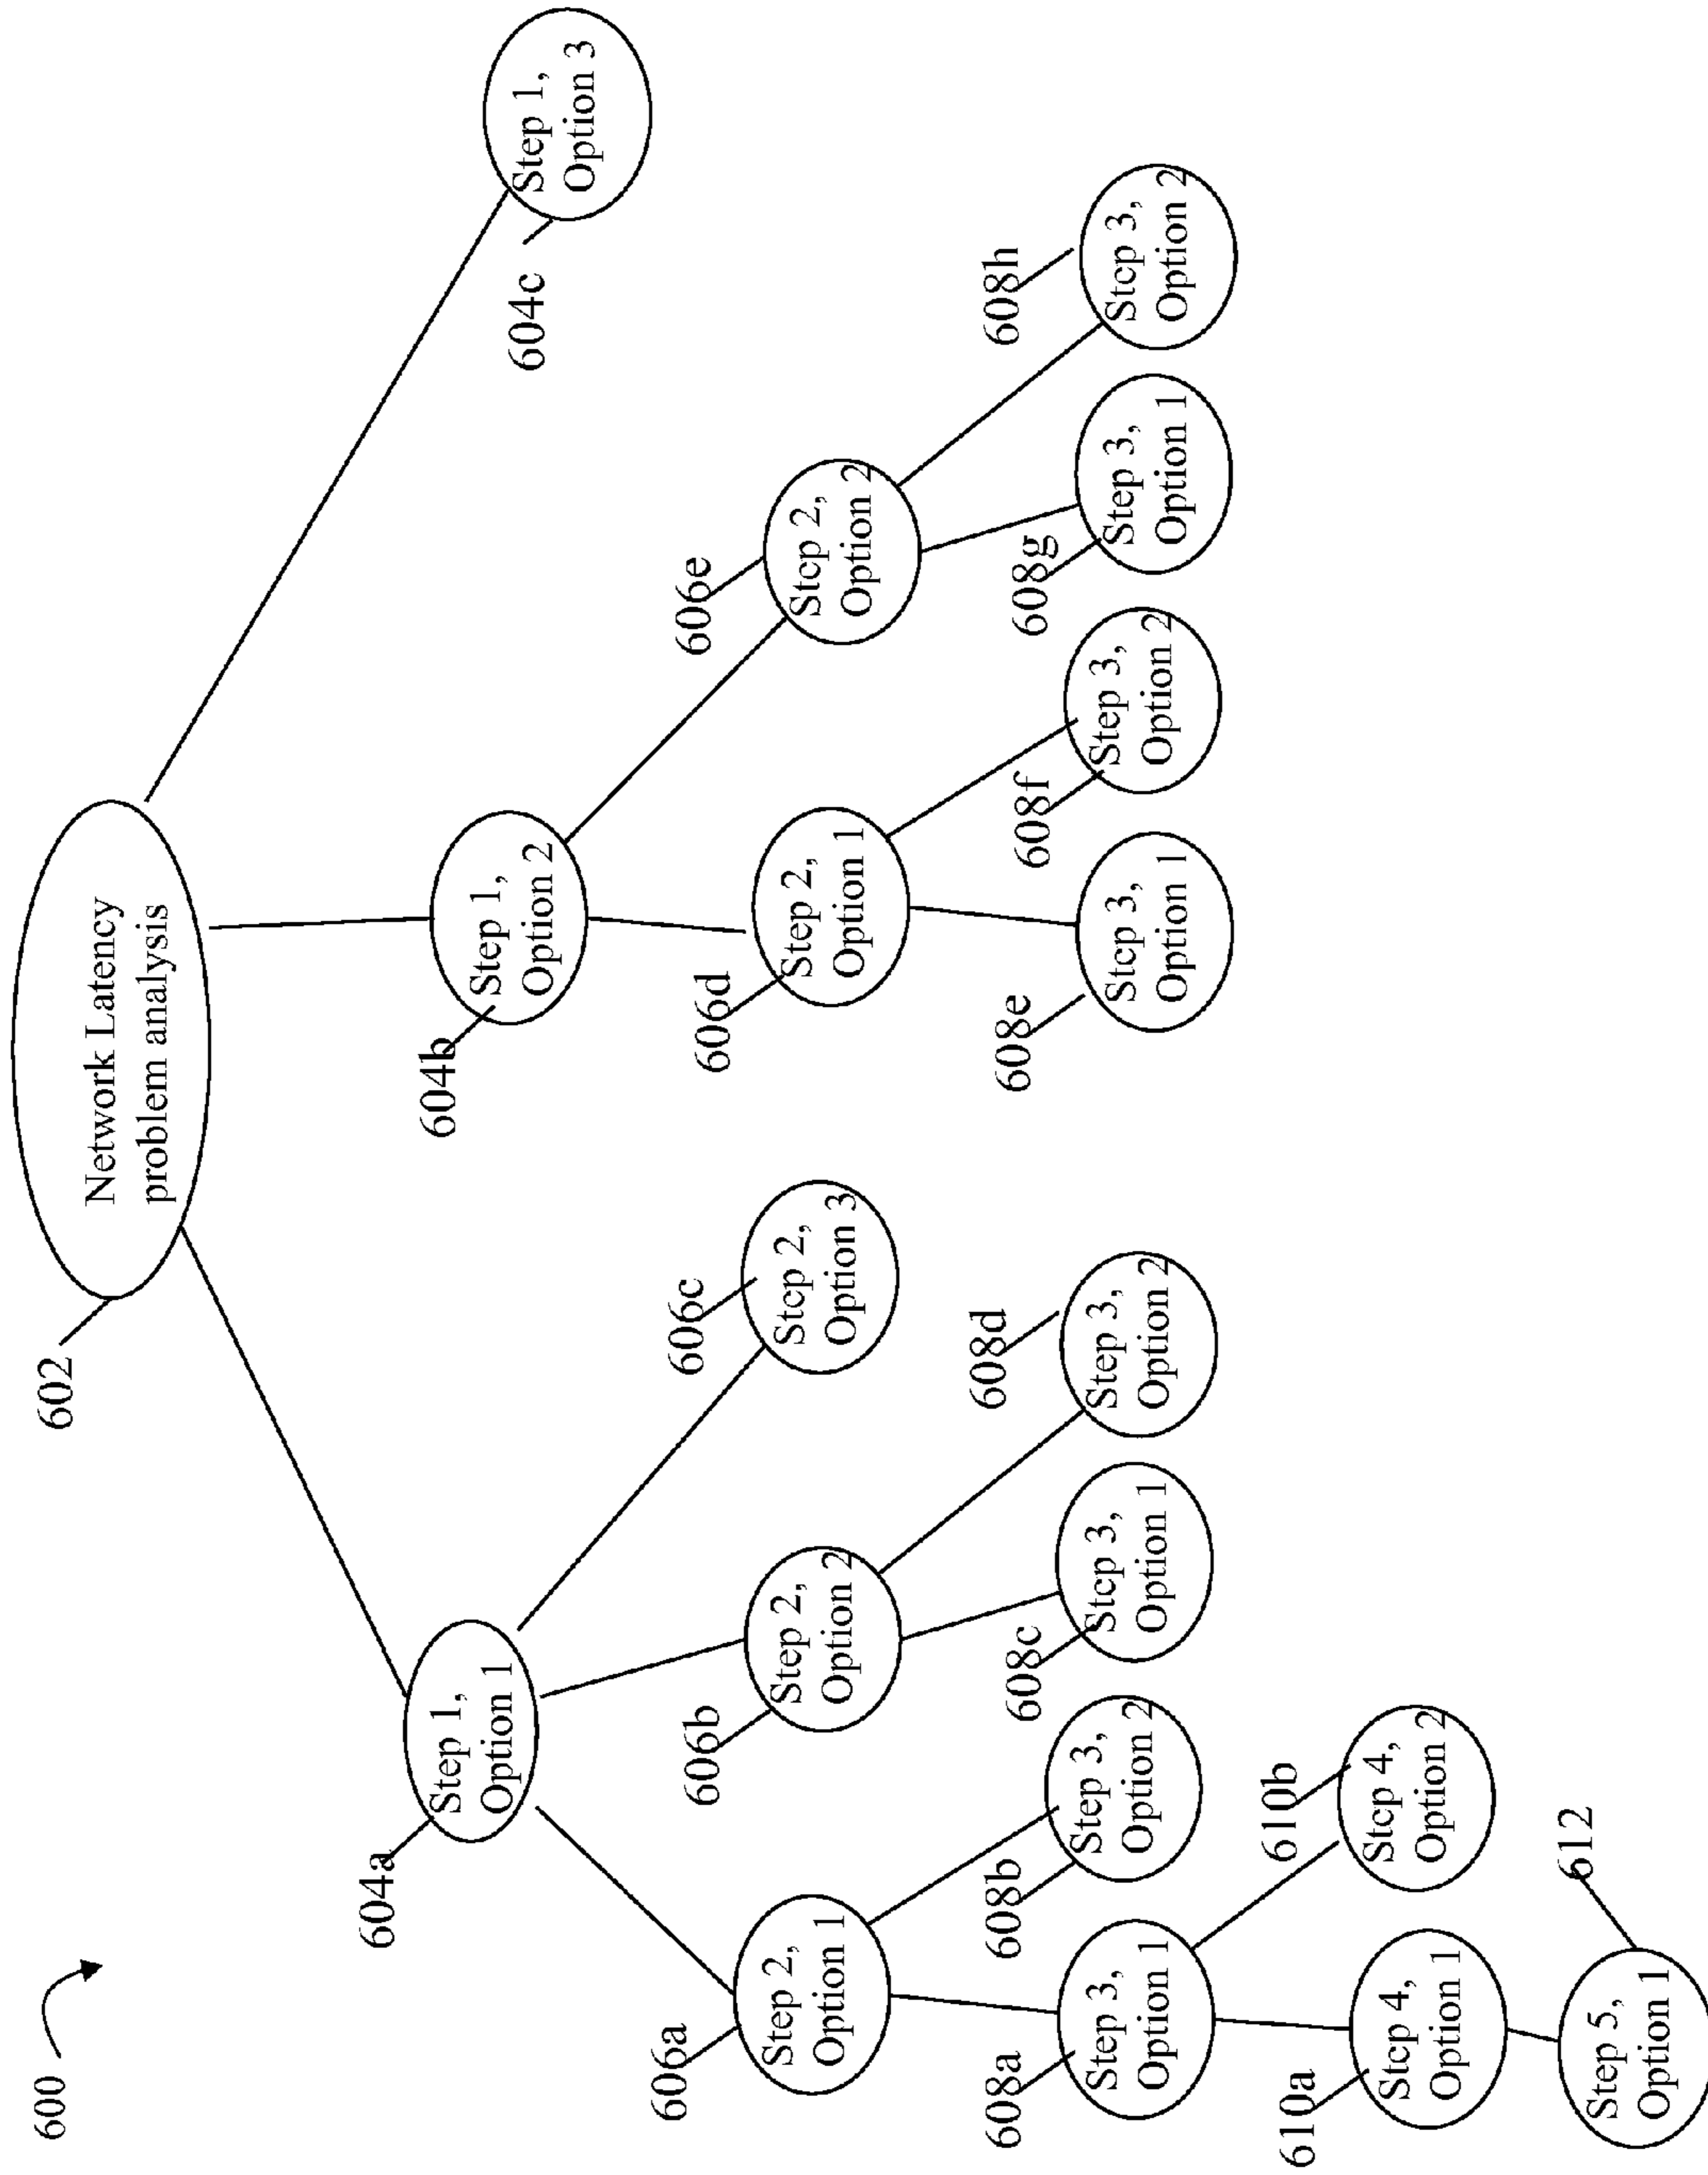 600
602
Network Latency
problem analysis
604a
Step 1,
Option 1
604b
Step 1,
Option 2
604c
Step 1,
Option 3
606a
Step 2,
Option 1
606b
Step 2,
Option 2
606c
Step 2,
Option 3
606d
Step 2,
Option 1
606e
Step 2,
Option 2
608a
Step 3,
Option 1
608b
Step 3,
Option 2
608c
Step 3,
Option 1
608d
Step 3,
Option 2
608e
Step 3,
Option 1
608f
Step 3,
Option 2
608g
Step 3,
Option 1
608h
Step 3,
Option 2
610a
Step 4,
Option 1
610b
Step 4,
Option 2
612
Step 5,
Option 1